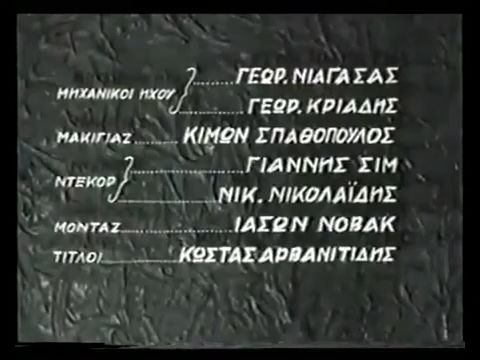 ΓΕΩΡ. ΝΙΑΓΑΣΑΣ
ΜΗΧΑΝΙΚΟΙ ΗΧΟΥ
ΓΕΩΡ. ΚΡΙΑΔΗΣ
ΜΑΚΙΓΙΑΖ........ ΚΙΜΩΝ ΣΠΑΘΟΠΟΥΛΟΣ
ΓΙΑΝΝΗΣ ΣΙΜ
ΝΤΕΚΟΡ
ΝΙΚ. ΝΙΚΟΛΑΪΔΗΣ
ΜΟΝΤΑΖ........ ΙΑΣΩΝ ΝΟΒΑΚ
ΤΙΤΛΟΙ........ ΚΩΣΤΑΣ ΑΡΒΑΝΙΤΙΔΗΣ